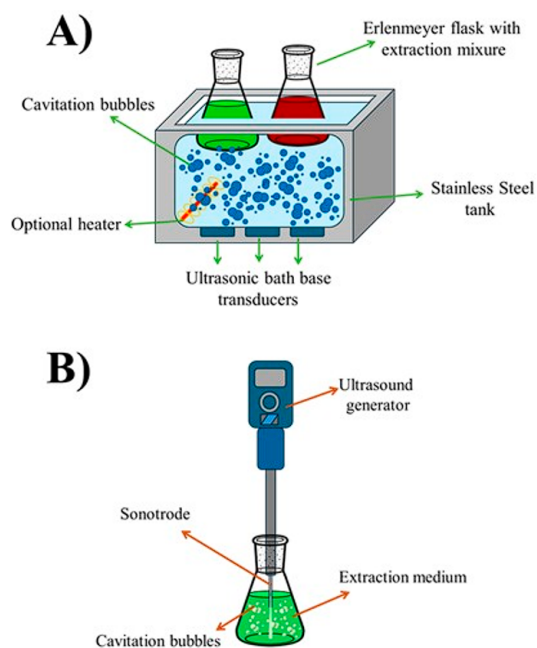 A)
Erlenmeyer flask with
extraction mixure
Cavitation bubbles
Stainless Steel
tank
Optional heater
Ultrasonic bath base
transducers
B)
Ultrasound
generator
Sonotrode
Extraction medium
Cavitation bubbles